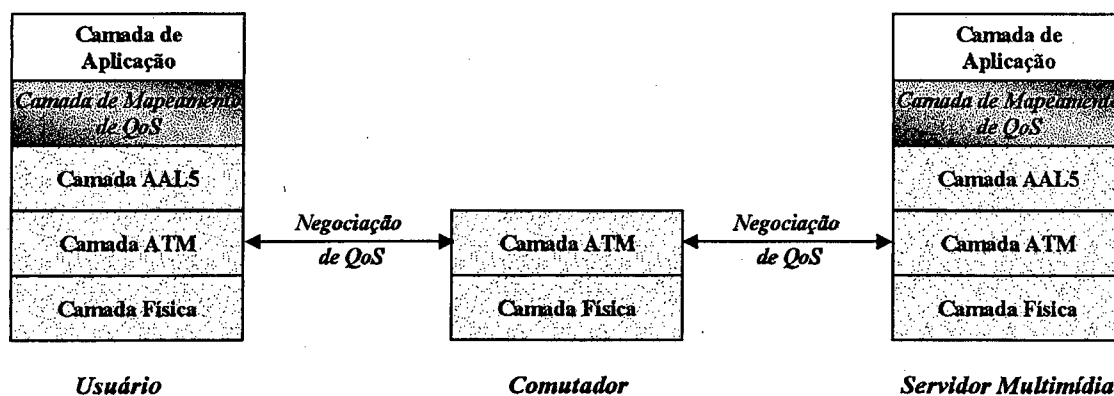 Camada de
Aplicação
Camada de Mapeamento
de QoS
Camada AAL5
Camada ATM
Camada Física
Usuário
Negociação
de QoS
Camada ATM
Camada Física
Comutador
Negociação
de QoS
Camada de
Aplicação
Camada de Mapeamento
de QoS
Camada AAL5
Camada ATM
Camada Física
Servidor Multimídia